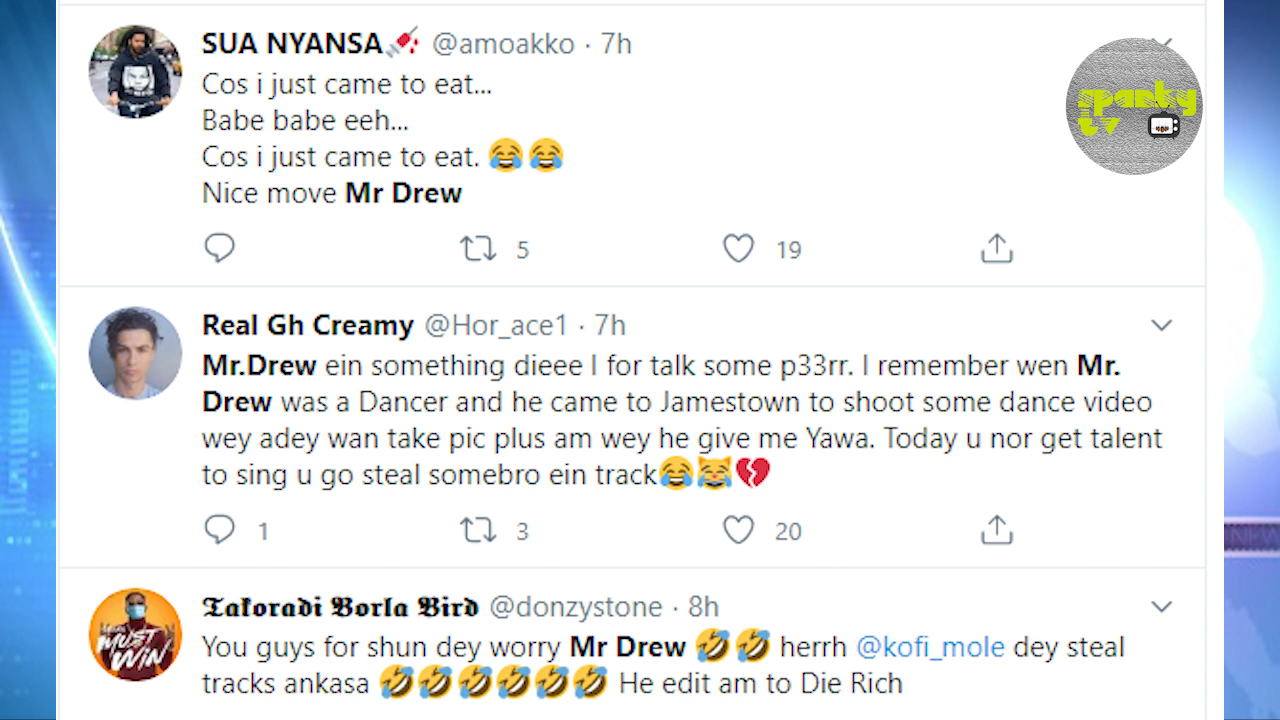 SUA NYANSA💉 @amoakko · 7h
Cos i just came to eat...
Babe babe eeh...
Cos i just came to eat. 😂😂
Nice move Mr Drew
5 19
spanky
tv
Real Gh Creamy @Hor_ace1 · 7h
Mr.Drew ein something dieee I for talk some p33rr. I remember wen Mr.
Drew was a Dancer and he came to Jamestown to shoot some dance video
wey adey wan take pic plus am wey he give me Yawa. Today u nor get talent
to sing u go steal somebro ein track😂😹💔
1 3 20
𝕿𝖆𝖐𝖔𝖗𝖆𝖉𝖎 𝕭𝖔𝖗𝖑𝖆 𝕭𝖎𝖗𝖉 @donzystone · 8h
MUST
WIN
You guys for shun dey worry Mr Drew 🤣🤣 herrh @kofi_mole dey steal
tracks ankasa 🤣🤣🤣🤣🤣🤣 He edit am to Die Rich